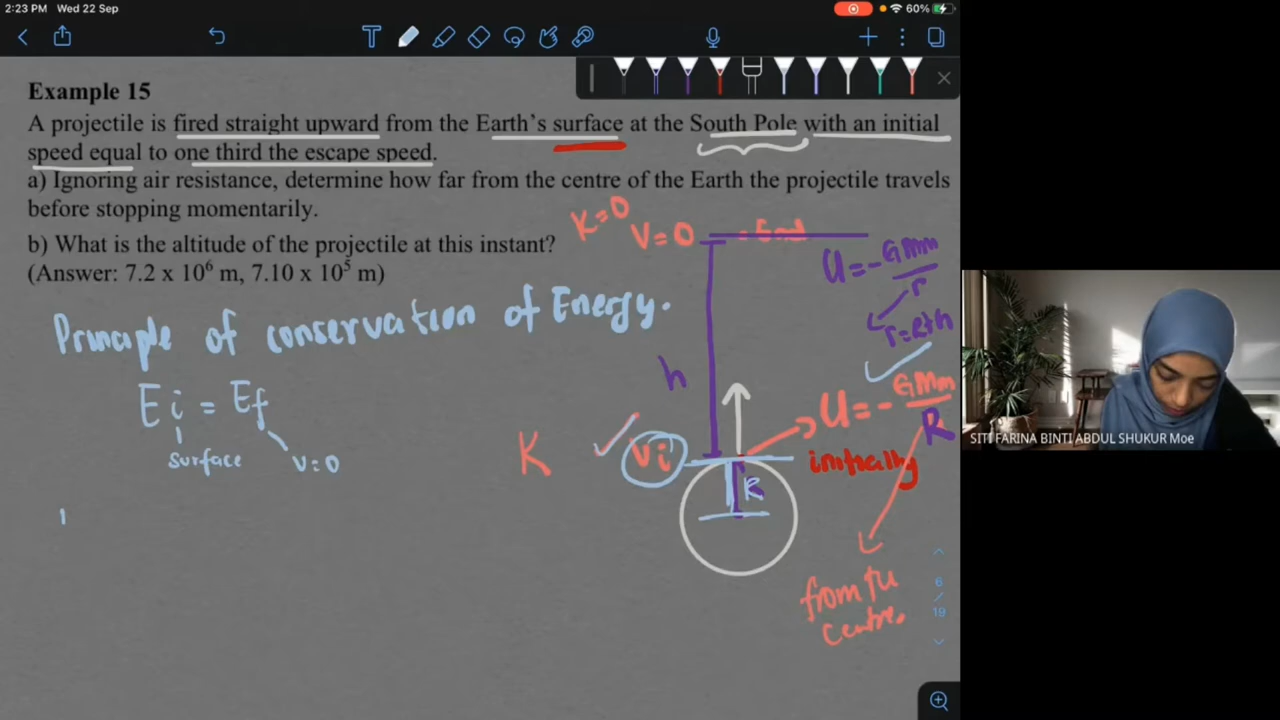 2:23 PM Wed 22 Sep
60%
Example 15
A projectile is fired straight upward from the Earth's surface at the South Pole with an initial
speed equal to one third the escape speed.
a) Ignoring air resistance, determine how far from the centre of the Earth the projectile travels
before stopping momentarily.
b) What is the altitude of the projectile at this instant?
(Answer: 7.2 x 10⁶ m, 7.10 x 10⁵ m)
K=0
V=0
End
U=-GMm/r
r=R+h
Principle of conservation of Energy.
Ei = Ef
surface
v=0
h
K
vi
U=-GMm/R
initially
R
from the
centre.
6
/
19
SITI FARINA BINTI ABDUL SHUKUR Moe